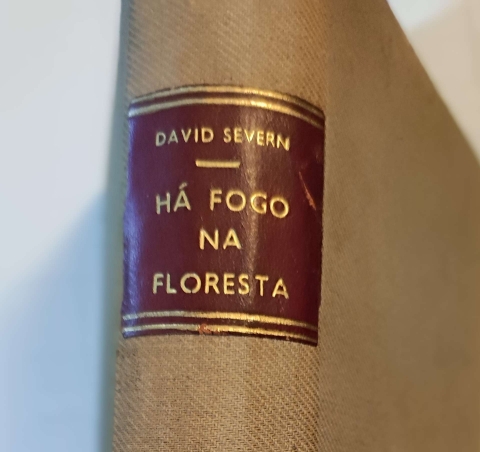 DAVID SEVERN
HÁ FOGO
NA
FLORESTA